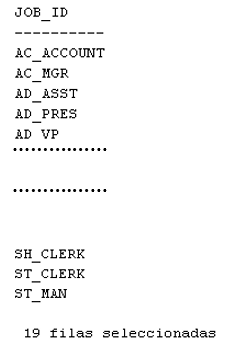 JOB_ID
----------
AC_ACCOUNT
AC_MGR
AD_ASST
AD_PRES
AD_VP
................
................
SH_CLERK
ST_CLERK
ST_MAN
19 filas seleccionadas